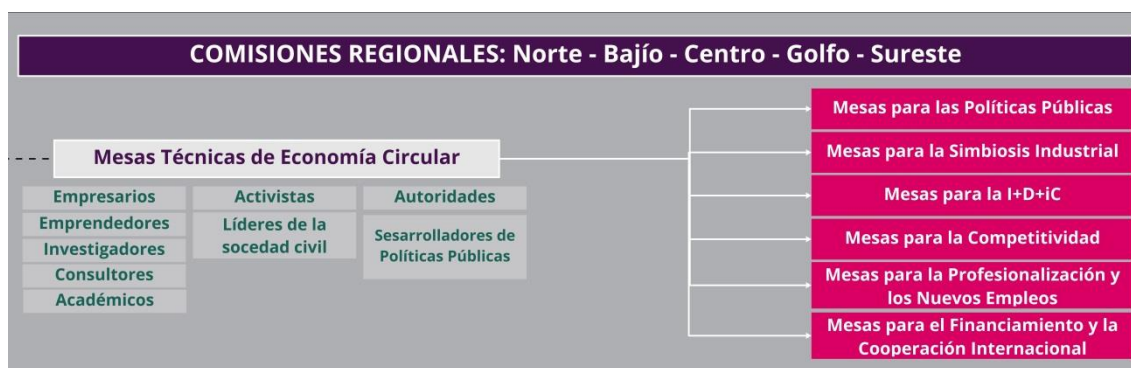 COMISIONES REGIONALES: Norte - Bajío - Centro - Golfo - Sureste
Mesas Técnicas de Economía Circular
Empresarios
Emprendedores
Investigadores
Consultores
Académicos
Activistas
Líderes de la
socedad civil
Autoridades
Sesarrolladores de
Políticas Públicas
Mesas para las Políticas Públicas
Mesas para la Simbiosis Industrial
Mesas para la I+D+iC
Mesas para la Competitividad
Mesas para la Profesionalización y
los Nuevos Empleos
Mesas para el Financiamiento y la
Cooperación Internacional